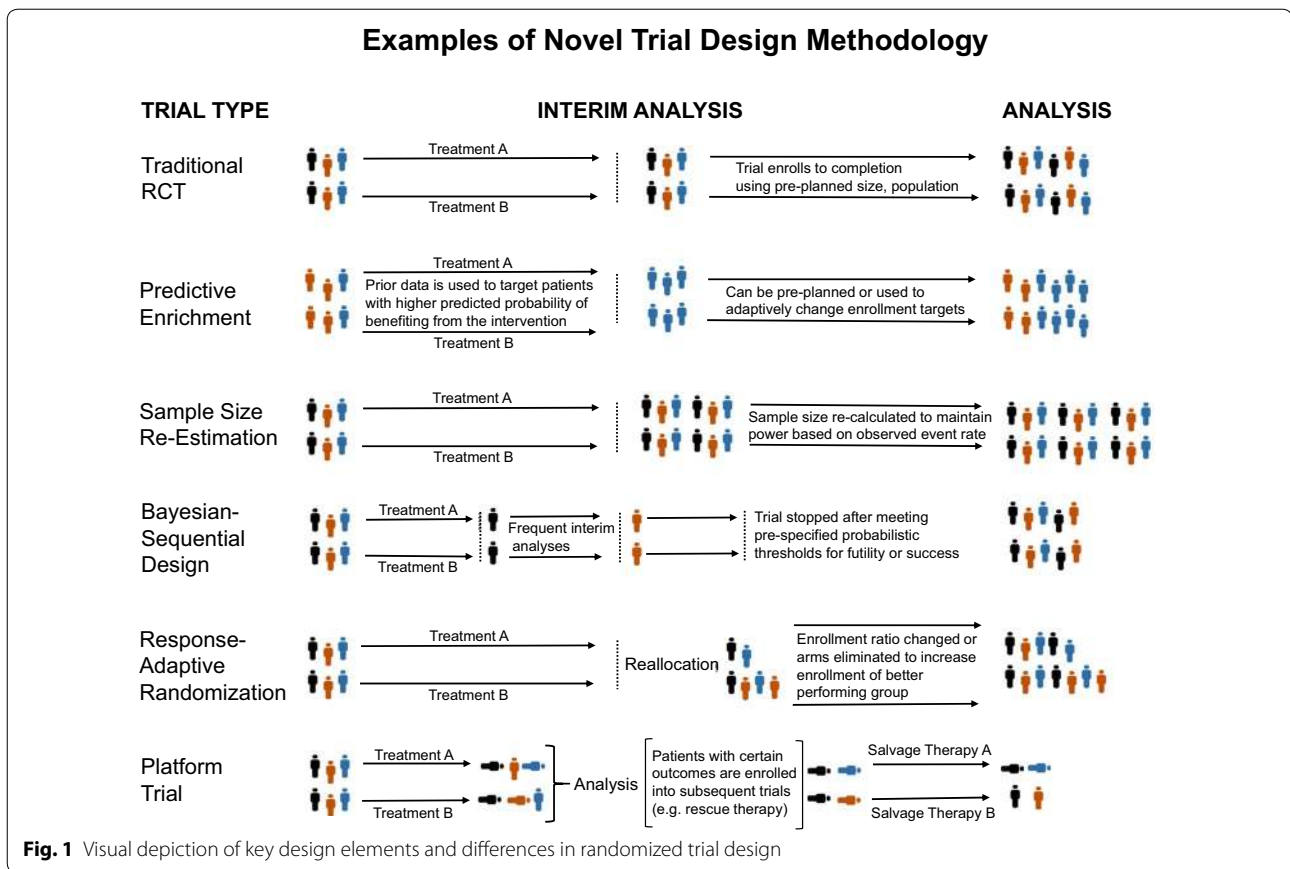 Examples of Novel Trial Design Methodology
TRIAL TYPE
INTERIM ANALYSIS
ANALYSIS
Traditional
RCT
Treatment A
Treatment B
Trial enrolls to completion
using pre-planned size, population
Predictive
Enrichment
Treatment A
Prior data is used to target patients
with higher predicted probability of
benefiting from the intervention
Treatment B
Can be pre-planned or used to
adaptively change enrollment targets
Sample Size
Re-Estimation
Treatment A
Treatment B
Sample size re-calculated to maintain
power based on observed event rate
Bayesian-
Sequential
Design
Treatment A
Treatment B
Frequent interim
analyses
Trial stopped after meeting
pre-specified probabilistic
thresholds for futility or success
Response-
Adaptive
Randomization
Treatment A
Treatment B
Reallocation
Enrollment ratio changed or
arms eliminated to increase
enrollment of better
performing group
Platform
Trial
Treatment A
Treatment B
Analysis
Patients with certain
outcomes are enrolled
into subsequent trials
(e.g. rescue therapy)
Salvage Therapy A
Salvage Therapy B
Fig. 1 Visual depiction of key design elements and differences in randomized trial design